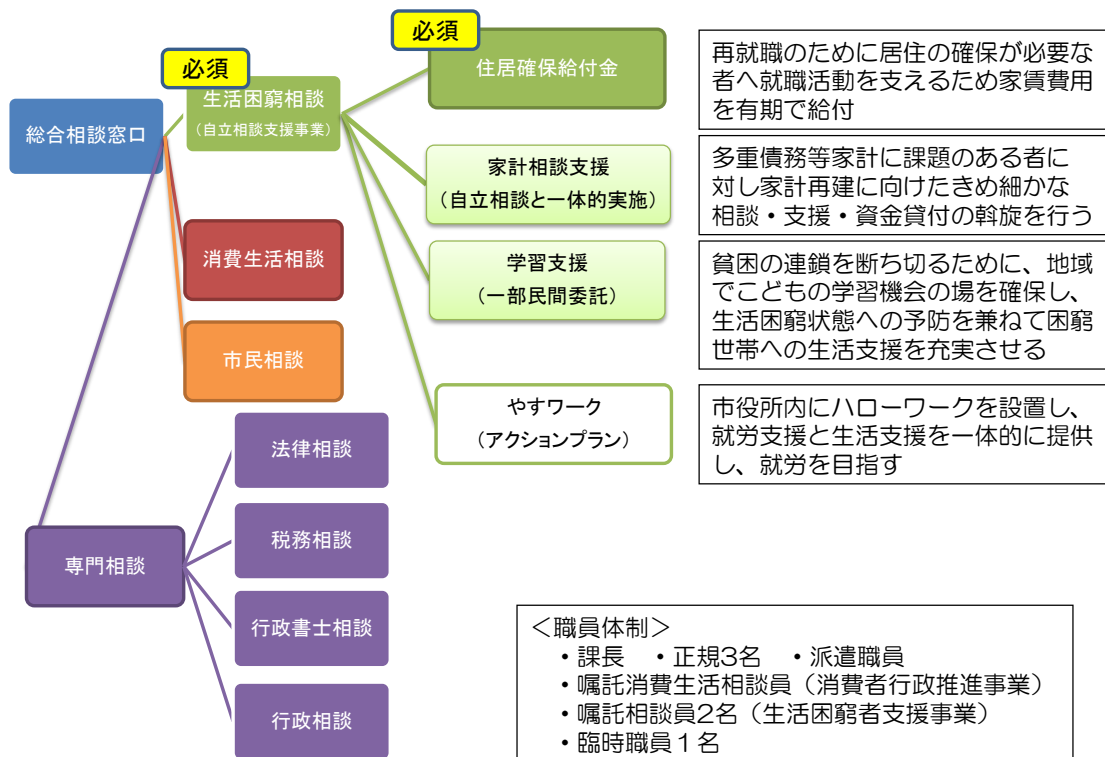 必須
必須
総合相談窓口
生活困窮相談
（自立相談支援事業）
消費生活相談
市民相談
専門相談
法律相談
税務相談
行政書士相談
行政相談
住居確保給付金
再就職のために居住の確保が必要な
者へ就職活動を支えるため家賃費用
を有期で給付
家計相談支援
（自立相談と一体的実施）
多重債務等家計に課題のある者に
対し家計再建に向けたきめ細かな
相談・支援・資金貸付の斡旋を行う
学習支援
（一部民間委託）
貧困の連鎖を断ち切るために、地域
でこどもの学習機会の場を確保し、
生活困窮状態への予防を兼ねて困窮
世帯への生活支援を充実させる
やすワーク
（アクションプラン）
市役所内にハローワークを設置し、
就労支援と生活支援を一体的に提供
し、就労を目指す
＜職員体制＞
・課長　・正規3名　・派遣職員
・嘱託消費生活相談員（消費者行政推進事業）
・嘱託相談員2名（生活困窮者支援事業）
・臨時職員１名